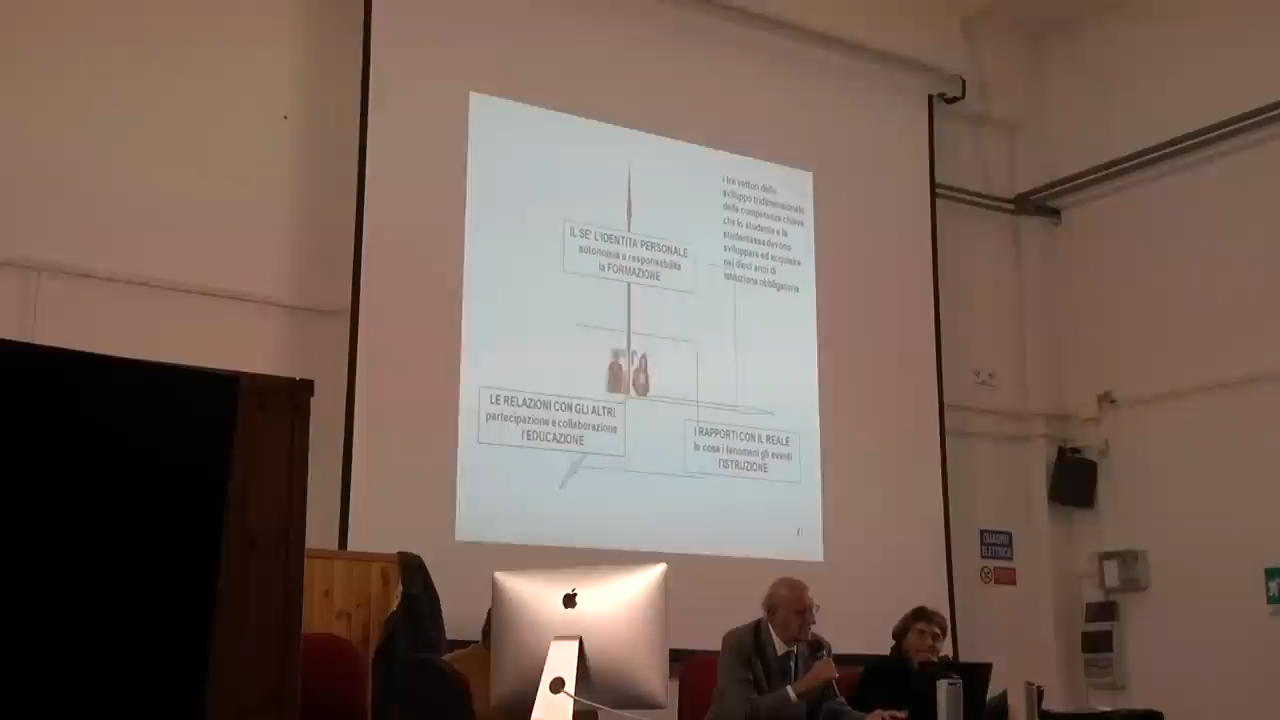 i tre vettori dello
sviluppo tridimensionale
delle competenze chiave
che lo studente e la
studentessa devono
sviluppare ed acquisire
nei dieci anni di
istruzione obbligatoria
IL SE' L'IDENTITA PERSONALE
autonomia e responsabilità
la FORMAZIONE
LE RELAZIONI CON GLI ALTRI
partecipazione e collaborazione
l'EDUCAZIONE
I RAPPORTI CON IL REALE
le cose i fenomeni gli eventi
l'ISTRUZIONE
QUADRO
ELETTRICO